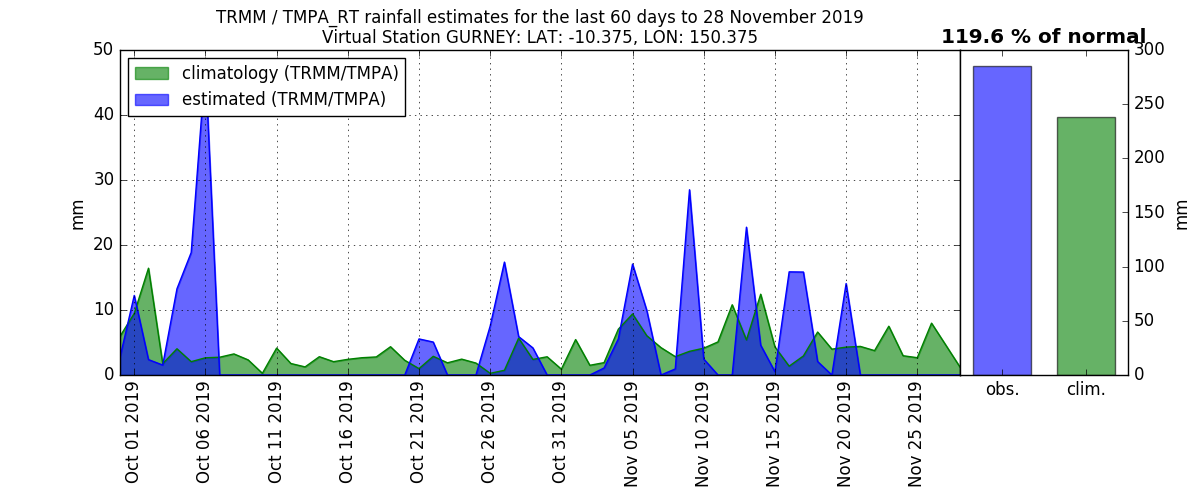 TRMM / TMPA_RT rainfall estimates for the last 60 days to 28 November 2019
Virtual Station GURNEY: LAT: -10.375, LON: 150.375
119.6 % of normal
climatology (TRMM/TMPA)
estimated (TRMM/TMPA)
50
40
30
20
10
0
mm
Oct 01 2019
Oct 06 2019
Oct 11 2019
Oct 16 2019
Oct 21 2019
Oct 26 2019
Oct 31 2019
Nov 05 2019
Nov 10 2019
Nov 15 2019
Nov 20 2019
Nov 25 2019
obs.
clim.
300
250
200
150
100
50
0
mm